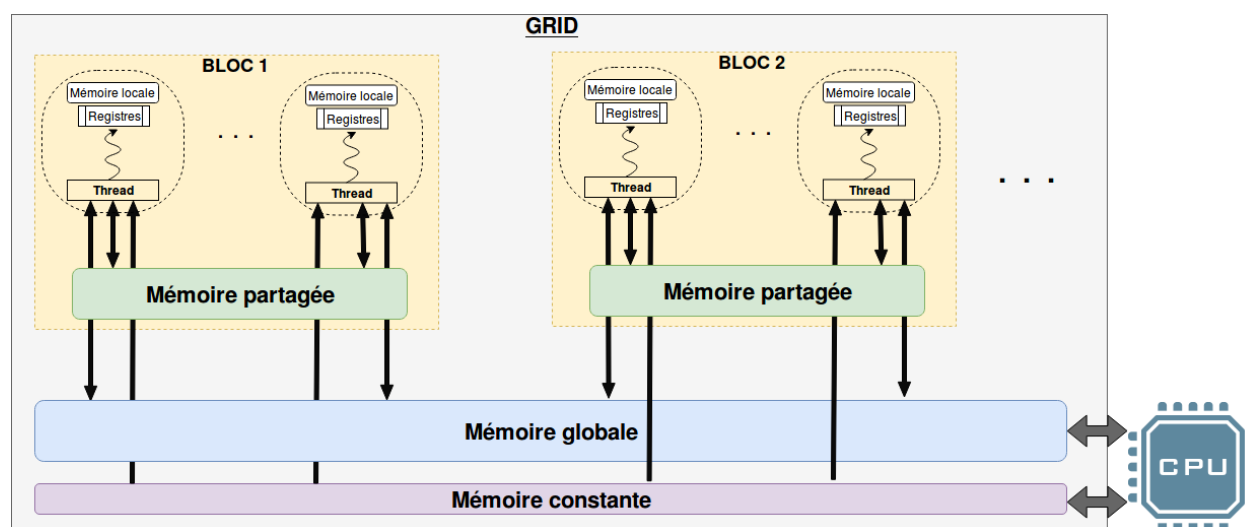 GRID
BLOC 1
Mémoire locale
Registres
Thread
. . .
Mémoire locale
Registres
Thread
Mémoire partagée
BLOC 2
Mémoire locale
Registres
Thread
. . .
Mémoire locale
Registres
Thread
Mémoire partagée
. . .
Mémoire globale
Mémoire constante
CPU